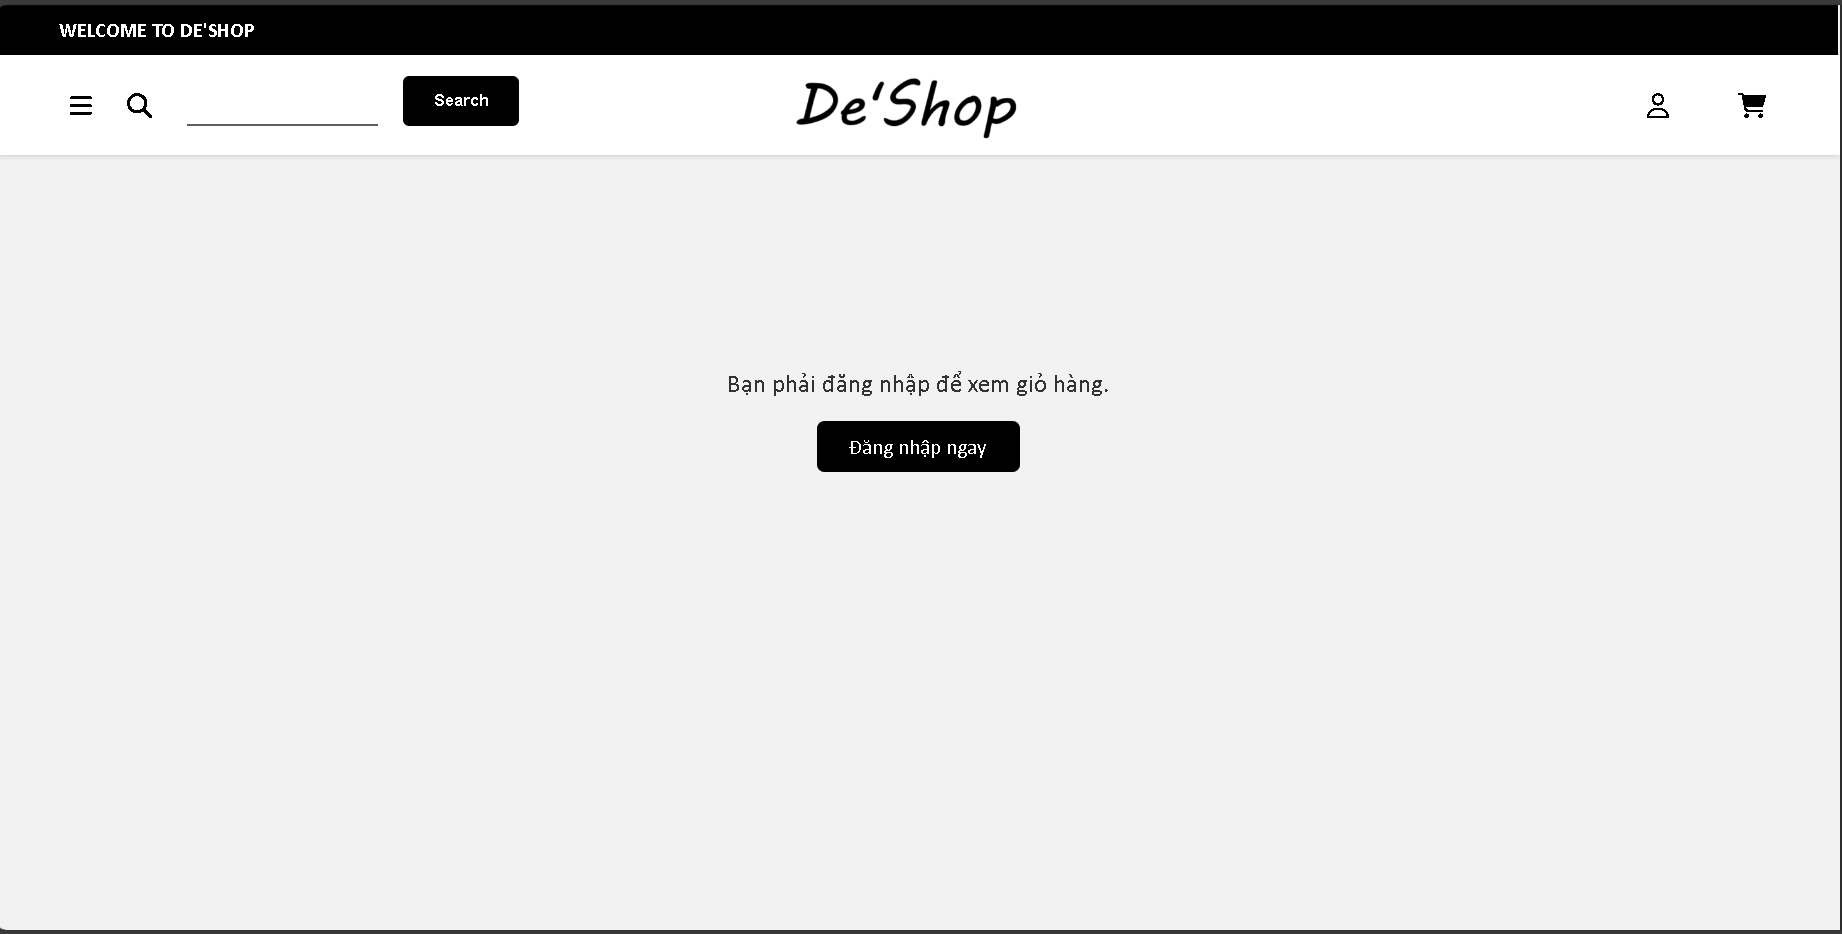 WELCOME TO DE'SHOP
Search
De'Shop
Bạn phải đăng nhập để xem giỏ hàng.
Đăng nhập ngay